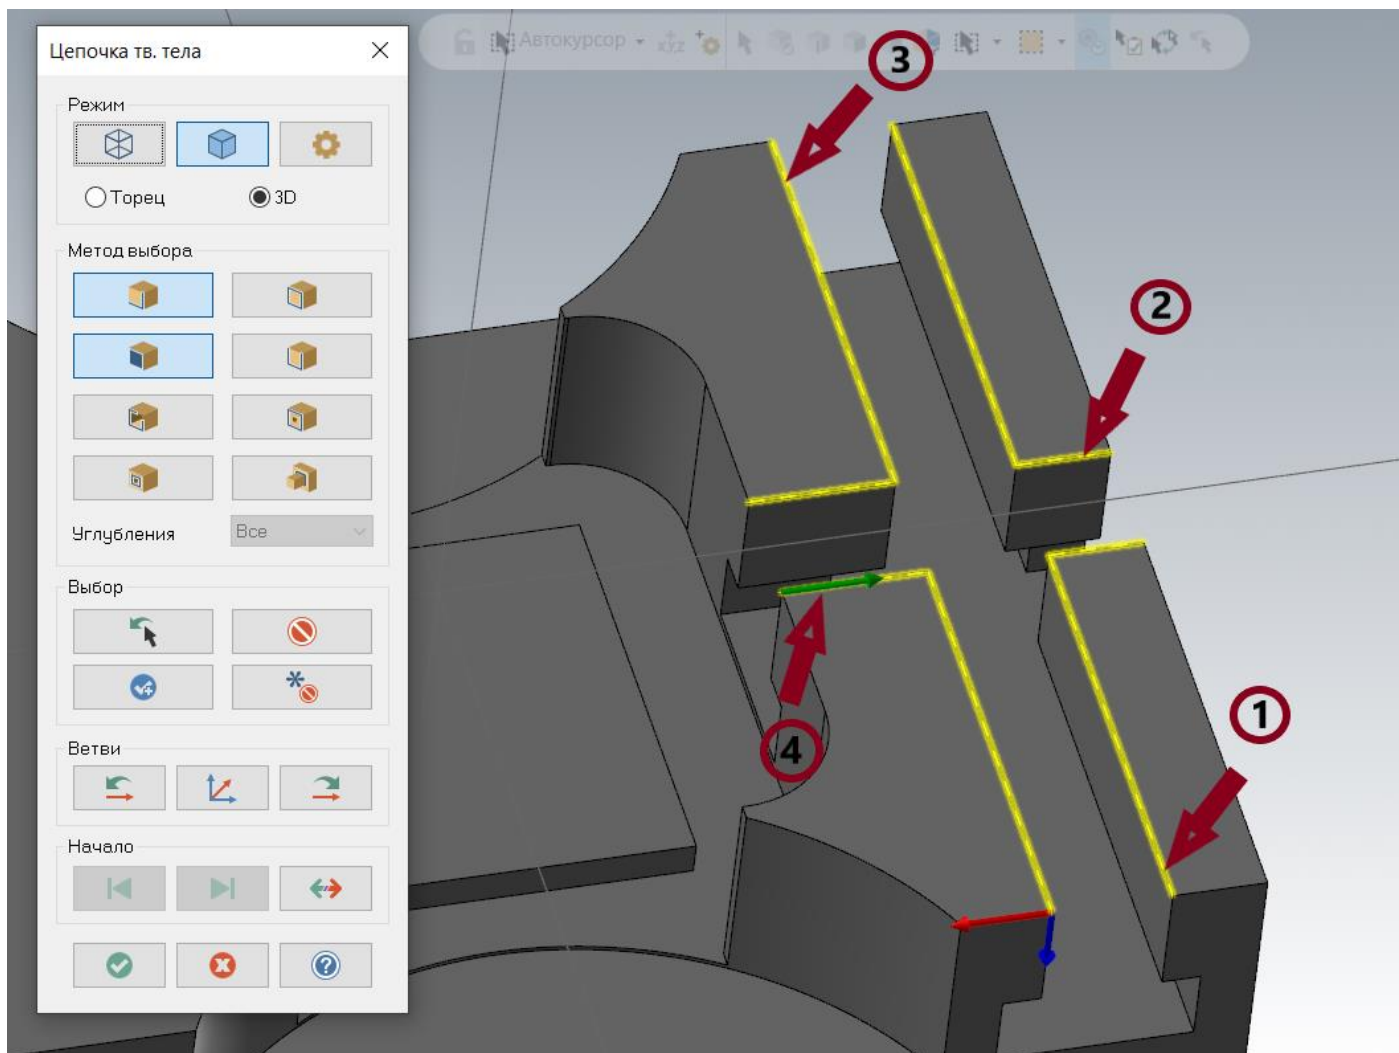 Цепочка тв. тела
Автокурсор
Режим
Торец
3D
Метод выбора
Углубления
Все
Выбор
Ветви
Начало
3
2
1
4